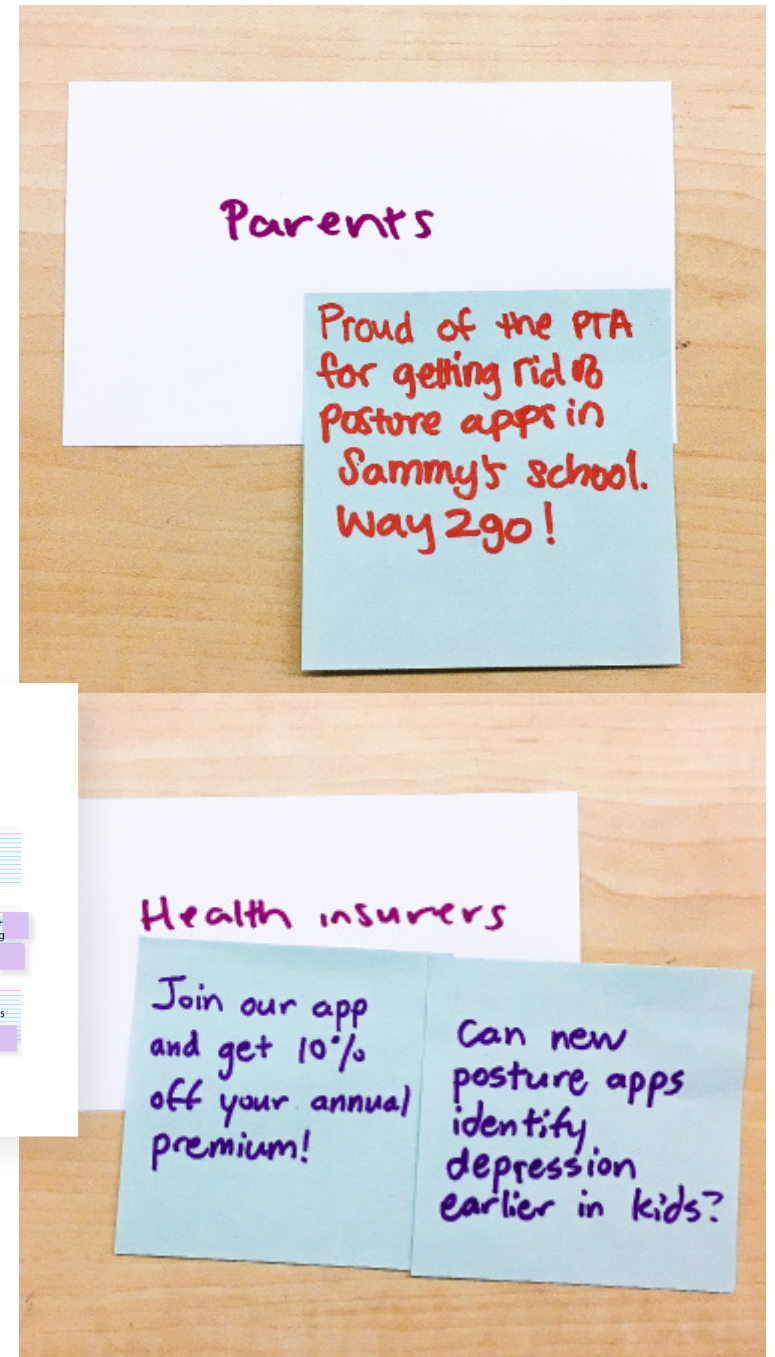 Parents
Proud of the PTA
for getting rid of
posture apps in
Sammy's school.
Way 2go!
Health insurers
Join our app
and get 10%
off your annual
premium!
Can new
posture apps
identify
depression
earlier in kids?